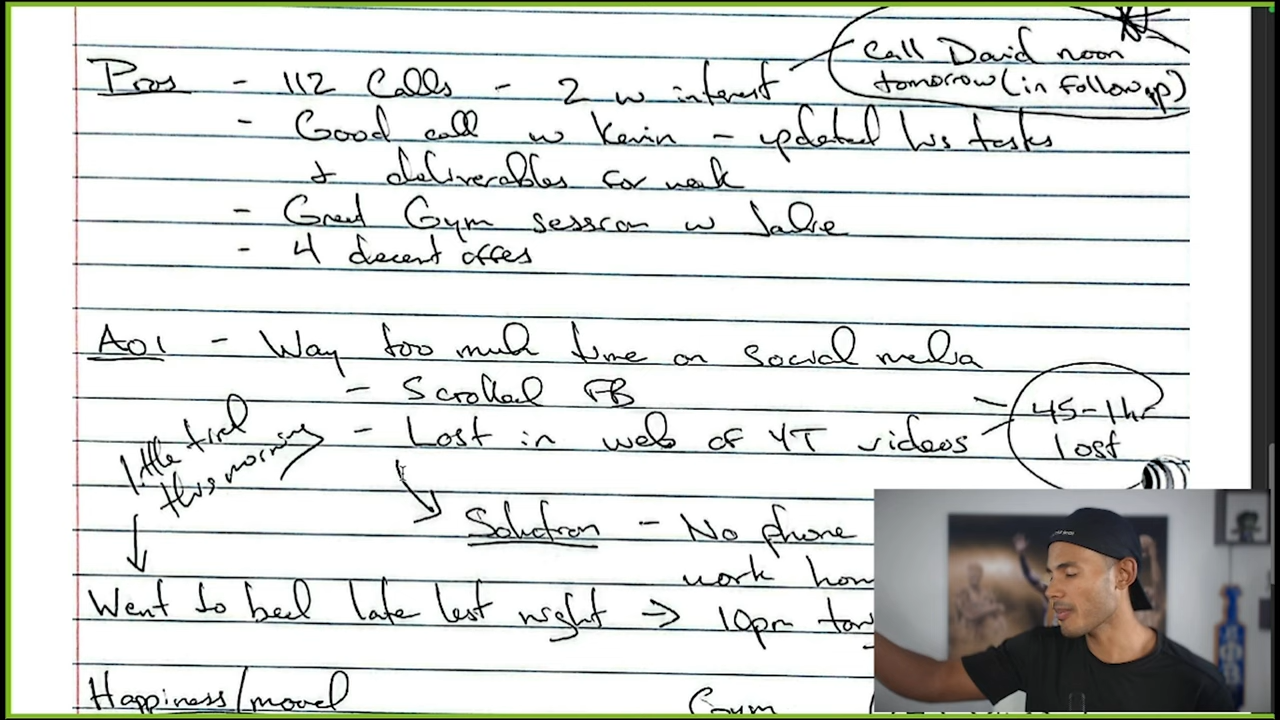 Call David noon
tomorrow (in Follow up)
Pros - 112 Calls - 2 w interest
- Good call w Kevin - updated his tasks
+ deliverables for week
- Great Gym session w Jake
- 4 decent offers
AOI - Way too much time on social media
- Scrolled FB
- Lost in web of YT videos
45-1hr
lost
little tired
this morning
Solution - No phone
work
Went to bed late last night → 10pm
Happiness/mood
Gym